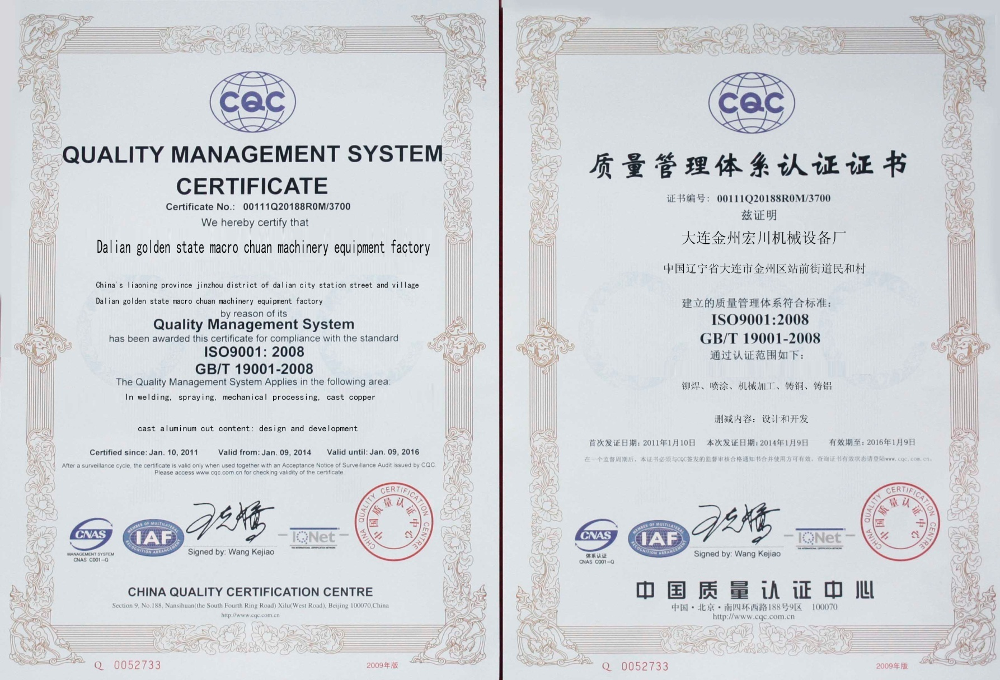 CQC
QUALITY MANAGEMENT SYSTEM
CERTIFICATE
Certificate No.: 00111Q20188R0M/3700
We hereby certify that
Dalian golden state macro chuan machinery equipment factory
China's liaoning province jinzhou district of dalian city station street and village
Dalian golden state macro chuan machinery equipment factory
by reason of its
Quality Management System
has been awarded this certificate for compliance with the standard
ISO9001: 2008
GB/T 19001-2008
The Quality Management System Applies in the following area:
In welding, spraying, mechanical processing, cast copper
cast aluminum cut content: design and development
Certified since: Jan. 10, 2011 Valid from: Jan. 09, 2014 Valid until: Jan. 09, 2016
After a surveillance cycle, the certificate is valid only when used together with an Acceptance Notice of Surveillance Audit issued by CQC.
Please access www.cqc.com.cn for checking validity of the certificate
CNAS
MANAGEMENT SYSTEM
CNAS C001-Q
MEMBER OF MULTILATERAL
IAF
RECOGNITION ARRANGEMENT
Signed by: Wang Kejiao
IQNet
THE INTERNATIONAL CERTIFICATION NETWORK
CHINA QUALITY CERTIFICATION CENTRE
中国质量认证中心
CHINA QUALITY CERTIFICATION CENTRE
Section 9, No.188, Nansihuan(the South Fourth Ring Road) Xilu(West Road), Beijing 100070,China
http://www.cqc.com.cn
Q 0052733
2009年版
CQC
质量管理体系认证证书
证书编号: 00111Q20188R0M/3700
兹证明
大连金州宏川机械设备厂
中国辽宁省大连市金州区站前街道民和村
建立的质量管理体系符合标准:
ISO9001:2008
GB/T 19001-2008
通过认证范围如下:
铆焊、喷涂、机械加工、铸铜、铸铝
删减内容: 设计和开发
首次发证日期: 2011年1月10日 本次发证日期: 2014年1月9日 有效期至: 2016年1月9日
在一个监督周期后, 本证书必须与CQC签发的监督审核合格通知书合并使用方可有效。查询证书有效状态请登陆www.cqc.com.cn。
CNAS
体系认证
CNAS C001-Q
MEMBER OF MULTILATERAL
IAF
RECOGNITION ARRANGEMENT
Signed by: Wang Kejiao
IQNet
THE INTERNATIONAL CERTIFICATION NETWORK
CHINA QUALITY CERTIFICATION CENTRE
中国质量认证中心
中国质量认证中心
中国·北京·南四环西路188号9区 100070
http://www.cqc.com.cn
Q 0052733
2009年版